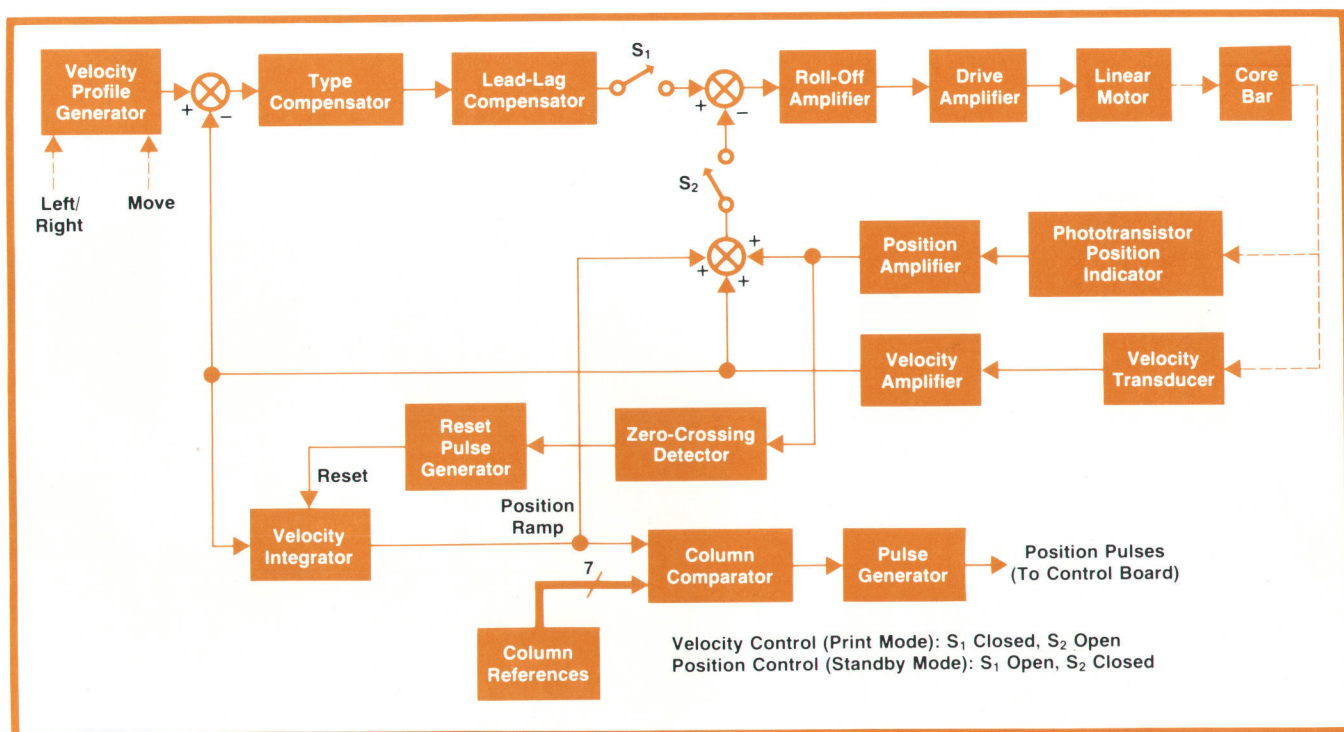 Velocity
Profile
Generator
+
−
Type
Compensator
Lead-Lag
Compensator
S₁
+
−
Roll-Off
Amplifier
Drive
Amplifier
Linear
Motor
Core
Bar
Left/
Right
Move
S₂
+
+
+
Position
Amplifier
Phototransistor
Position
Indicator
Velocity
Amplifier
Velocity
Transducer
Reset
Pulse
Generator
Zero-Crossing
Detector
Reset
Velocity
Integrator
Position
Ramp
7
Column
Comparator
Pulse
Generator
Position Pulses
(To Control Board)
Column
References
Velocity Control (Print Mode): S₁ Closed, S₂ Open
Position Control (Standby Mode): S₁ Open, S₂ Closed